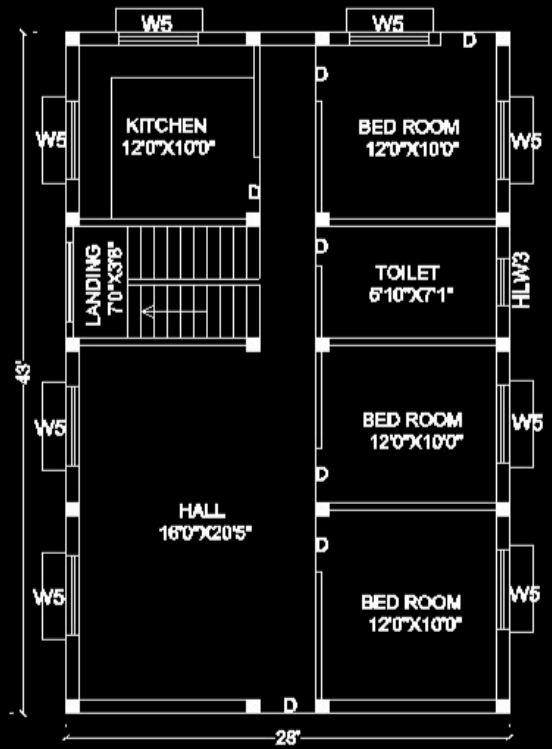 W5
W5
D
D
KITCHEN
12'0"X10'0"
BED ROOM
12'0"X10'0"
W5
W5
D
D
LANDING
7'0"X3'8"
TOILET
6'10"X7'1"
HLW3
43'
W5
BED ROOM
12'0"X10'0"
W5
D
HALL
16'0"X20'5"
D
W5
BED ROOM
12'0"X10'0"
W5
D
28'